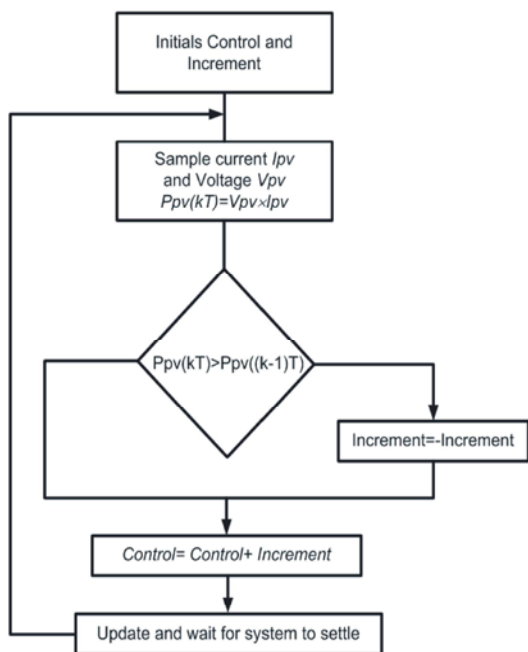 Initials Control and
Increment
Sample current Ipv
and Voltage Vpv
Ppv(kT)=Vpv×Ipv
Ppv(kT)>Ppv((k-1)T)
Increment=-Increment
Control= Control+ Increment
Update and wait for system to settle